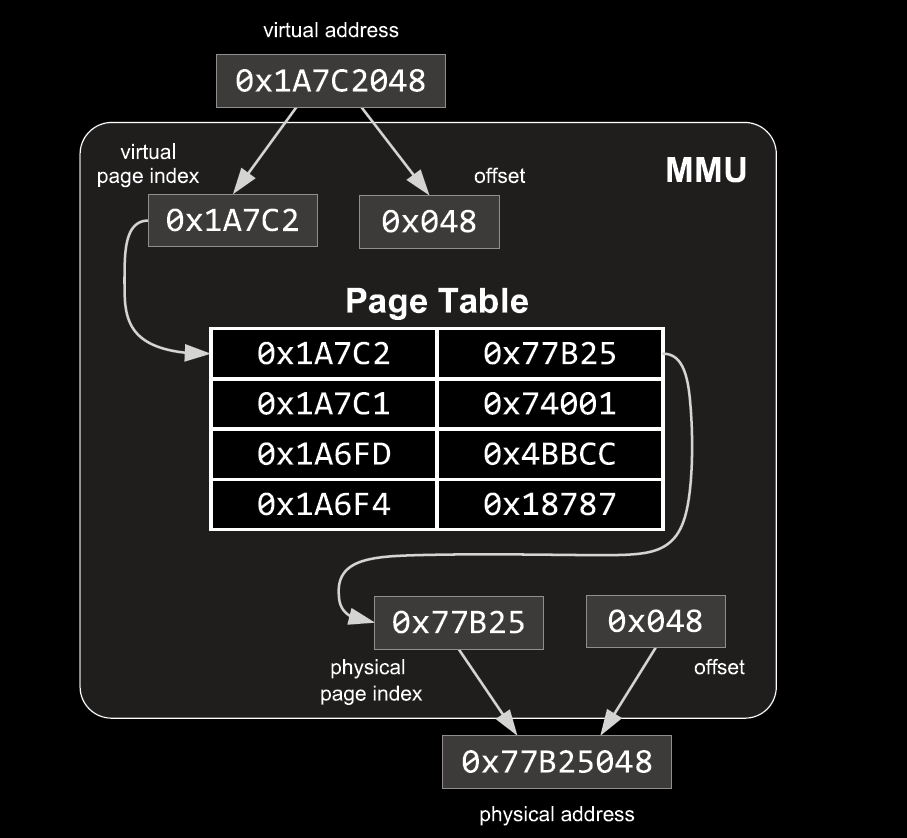 virtual address
0x1A7C2048
MMU
virtual
page index
offset
0x1A7C2
0x048
Page Table
0x1A7C2 0x77B25
0x1A7C1 0x74001
0x1A6FD 0x4BBCC
0x1A6F4 0x18787
0x77B25
0x048
physical
page index
offset
0x77B25048
physical address